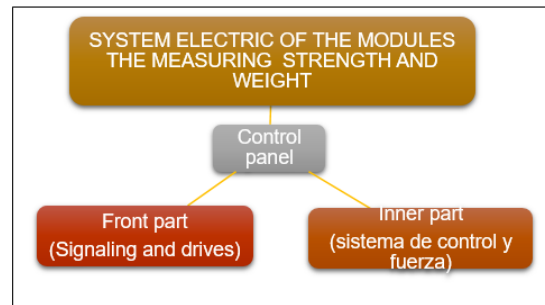 SYSTEM ELECTRIC OF THE MODULES
THE MEASURING STRENGTH AND
WEIGHT
Control
panel
Front part
(Signaling and drives)
Inner part
(sistema de control y
fuerza)